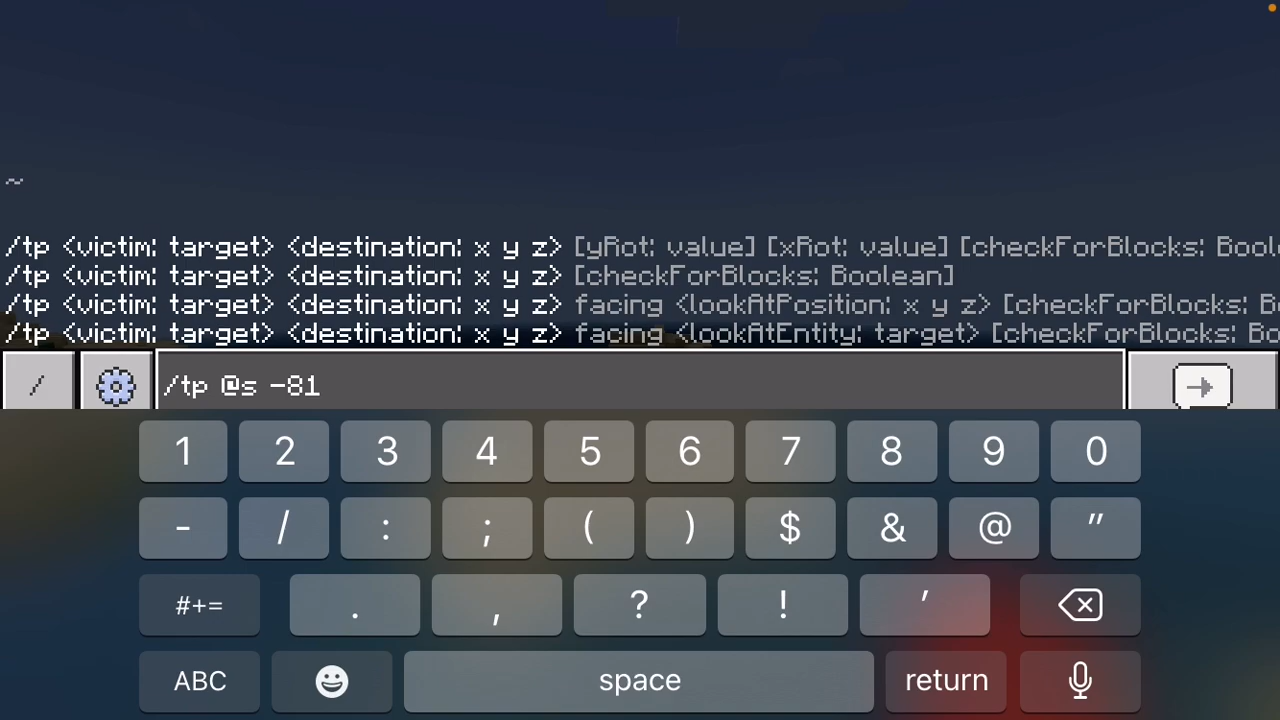 ~
/tp <victim: target> <destination: x y z> [yRot: value] [xRot: value] [checkForBlocks: Bool
/tp <victim: target> <destination: x y z> [checkForBlocks: Boolean]
/tp <victim: target> <destination: x y z> facing <lookAtPosition: x y z> [checkForBlocks: B
/tp <victim: target> <destination: x y z> facing <lookAtEntity: target> [checkForBlocks: Bo
/ /tp @s -81
1 2 3 4 5 6 7 8 9 0
- / : ; ( ) $ & @ "
#+= . , ? ! '
ABC space return